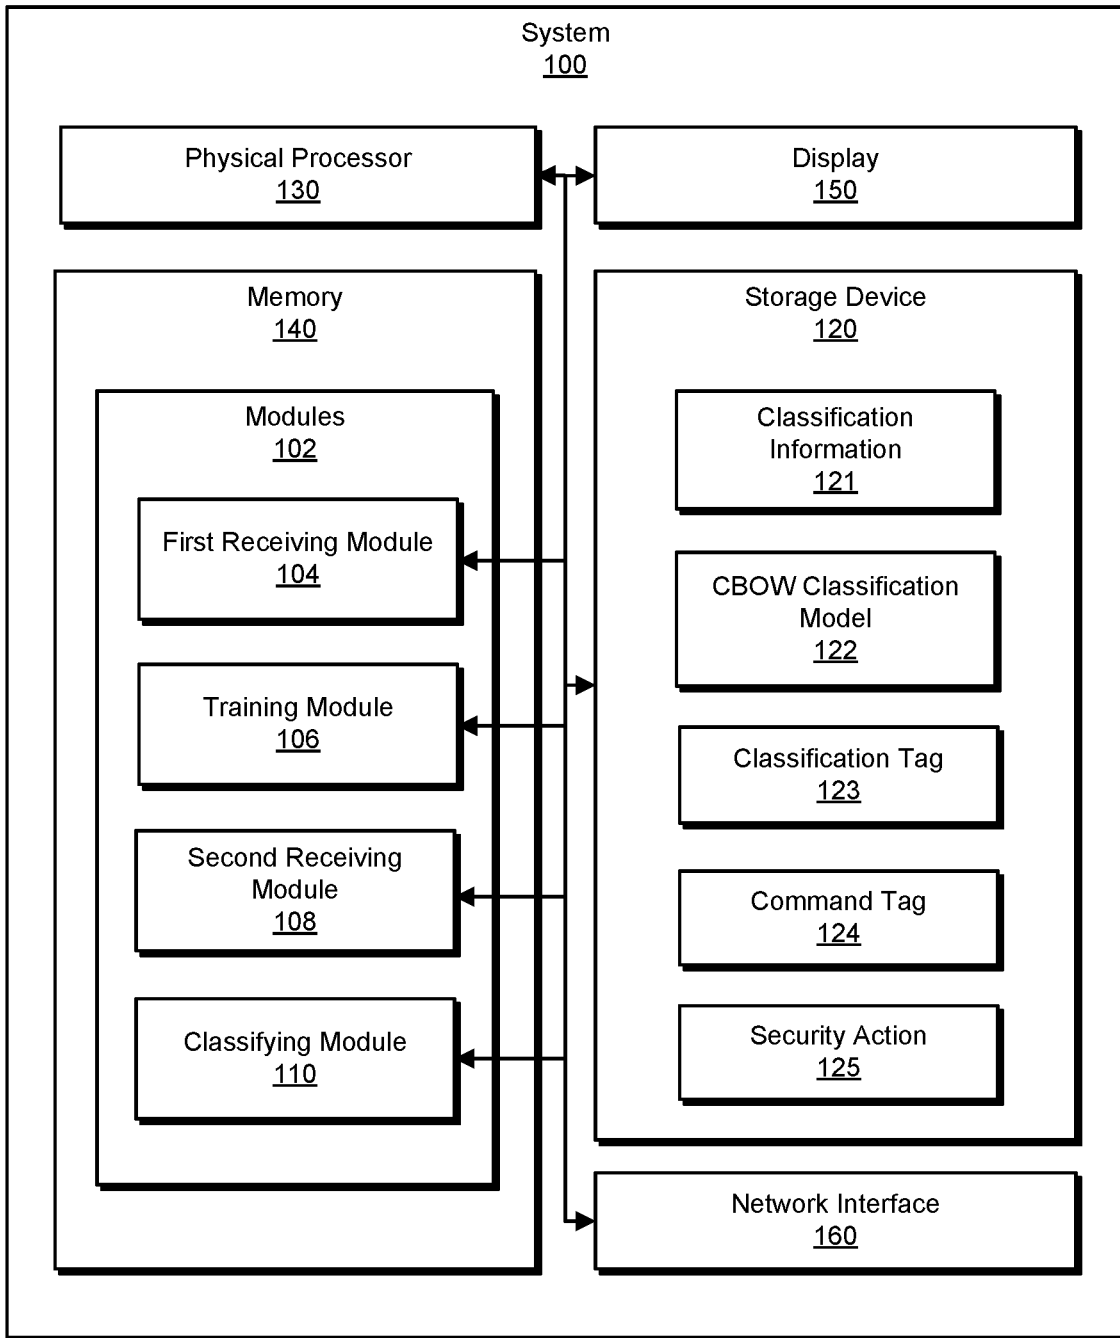 System
100
Physical Processor
130
Display
150
Memory
140
Modules
102
First Receiving Module
104
Training Module
106
Second Receiving
Module
108
Classifying Module
110
Storage Device
120
Classification
Information
121
CBOW Classification
Model
122
Classification Tag
123
Command Tag
124
Security Action
125
Network Interface
160